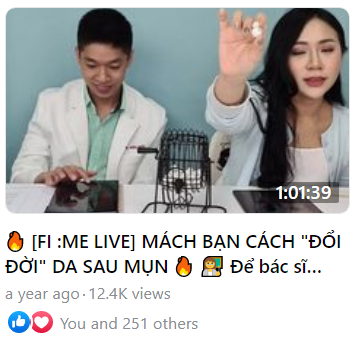 1:01:39
🔥 [FI :ME LIVE] MÁCH BẠN CÁCH "ĐỔI
ĐỜI" DA SAU MỤN 🔥 👩‍🏫 Để bác sĩ...
a year ago · 12.4K views
You and 251 others